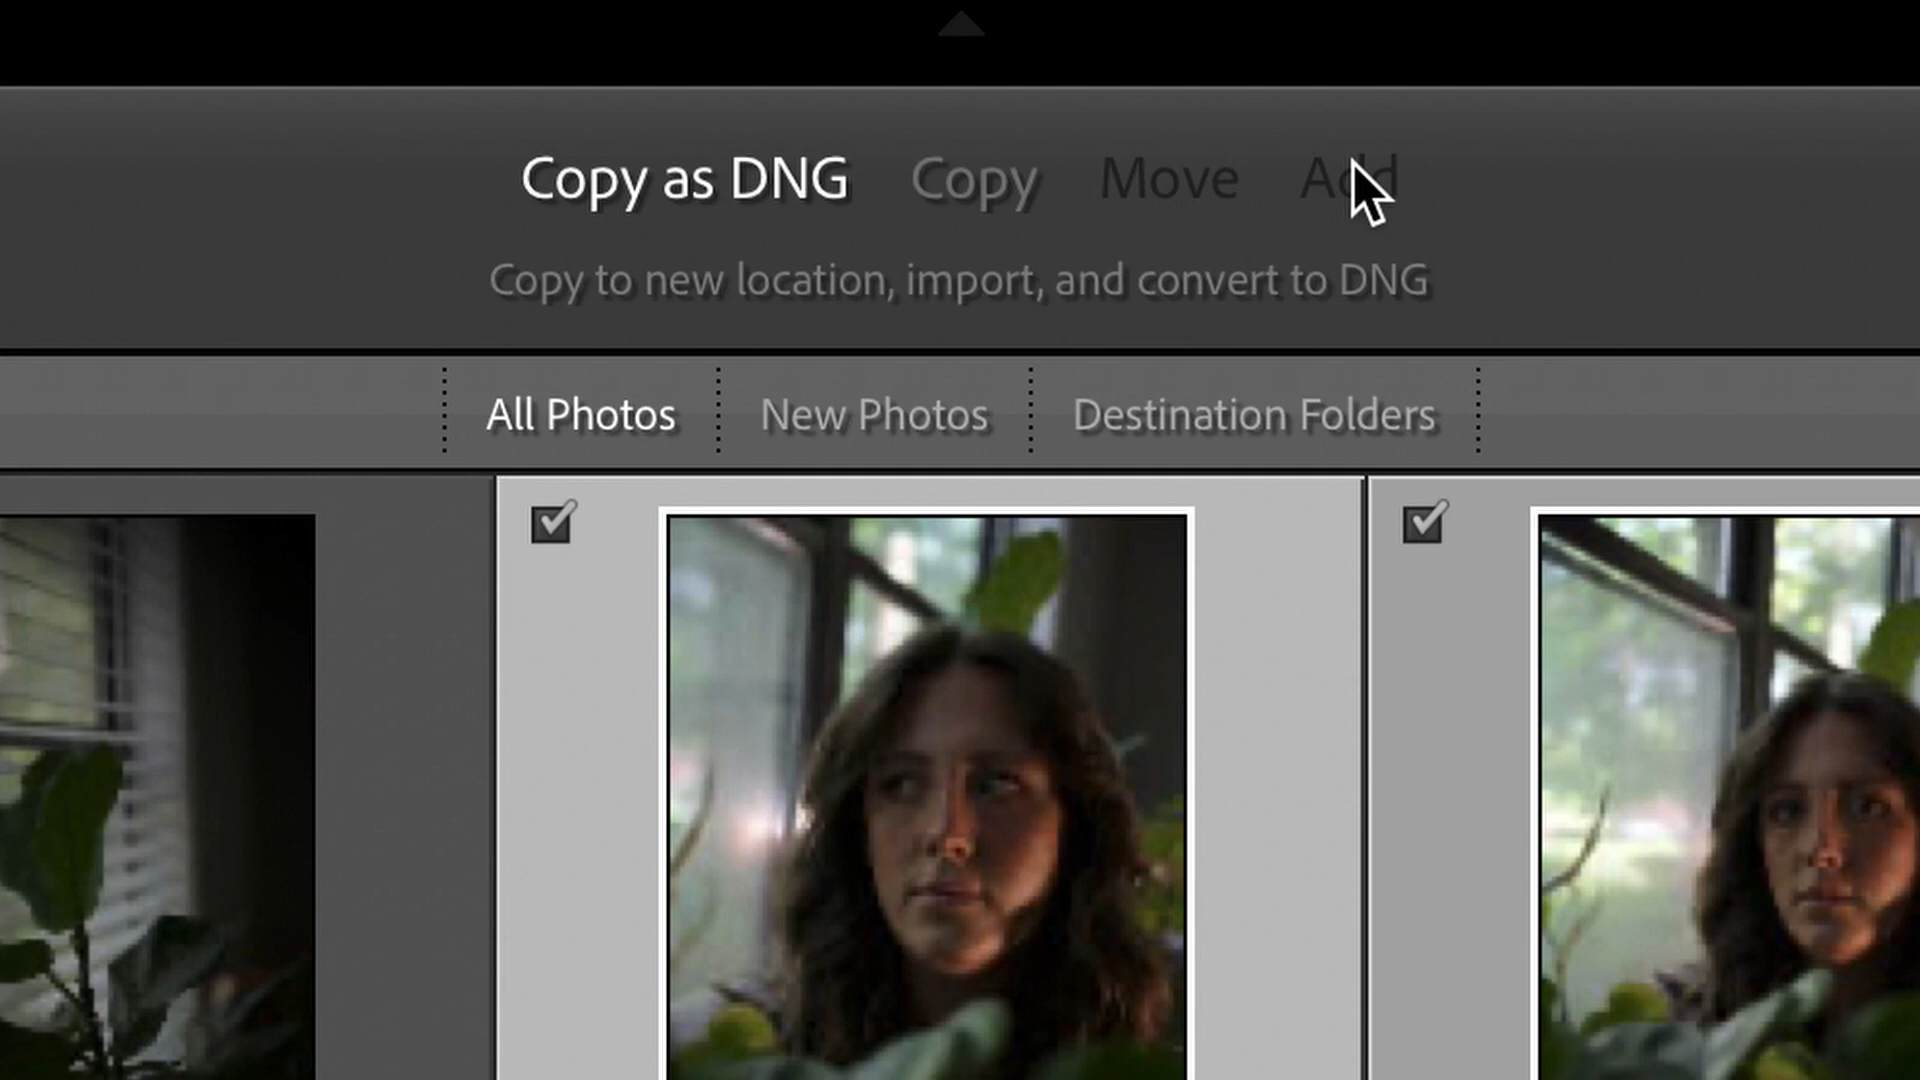 Copy as DNG Copy Move Add
Copy to new location, import, and convert to DNG
All Photos New Photos Destination Folders